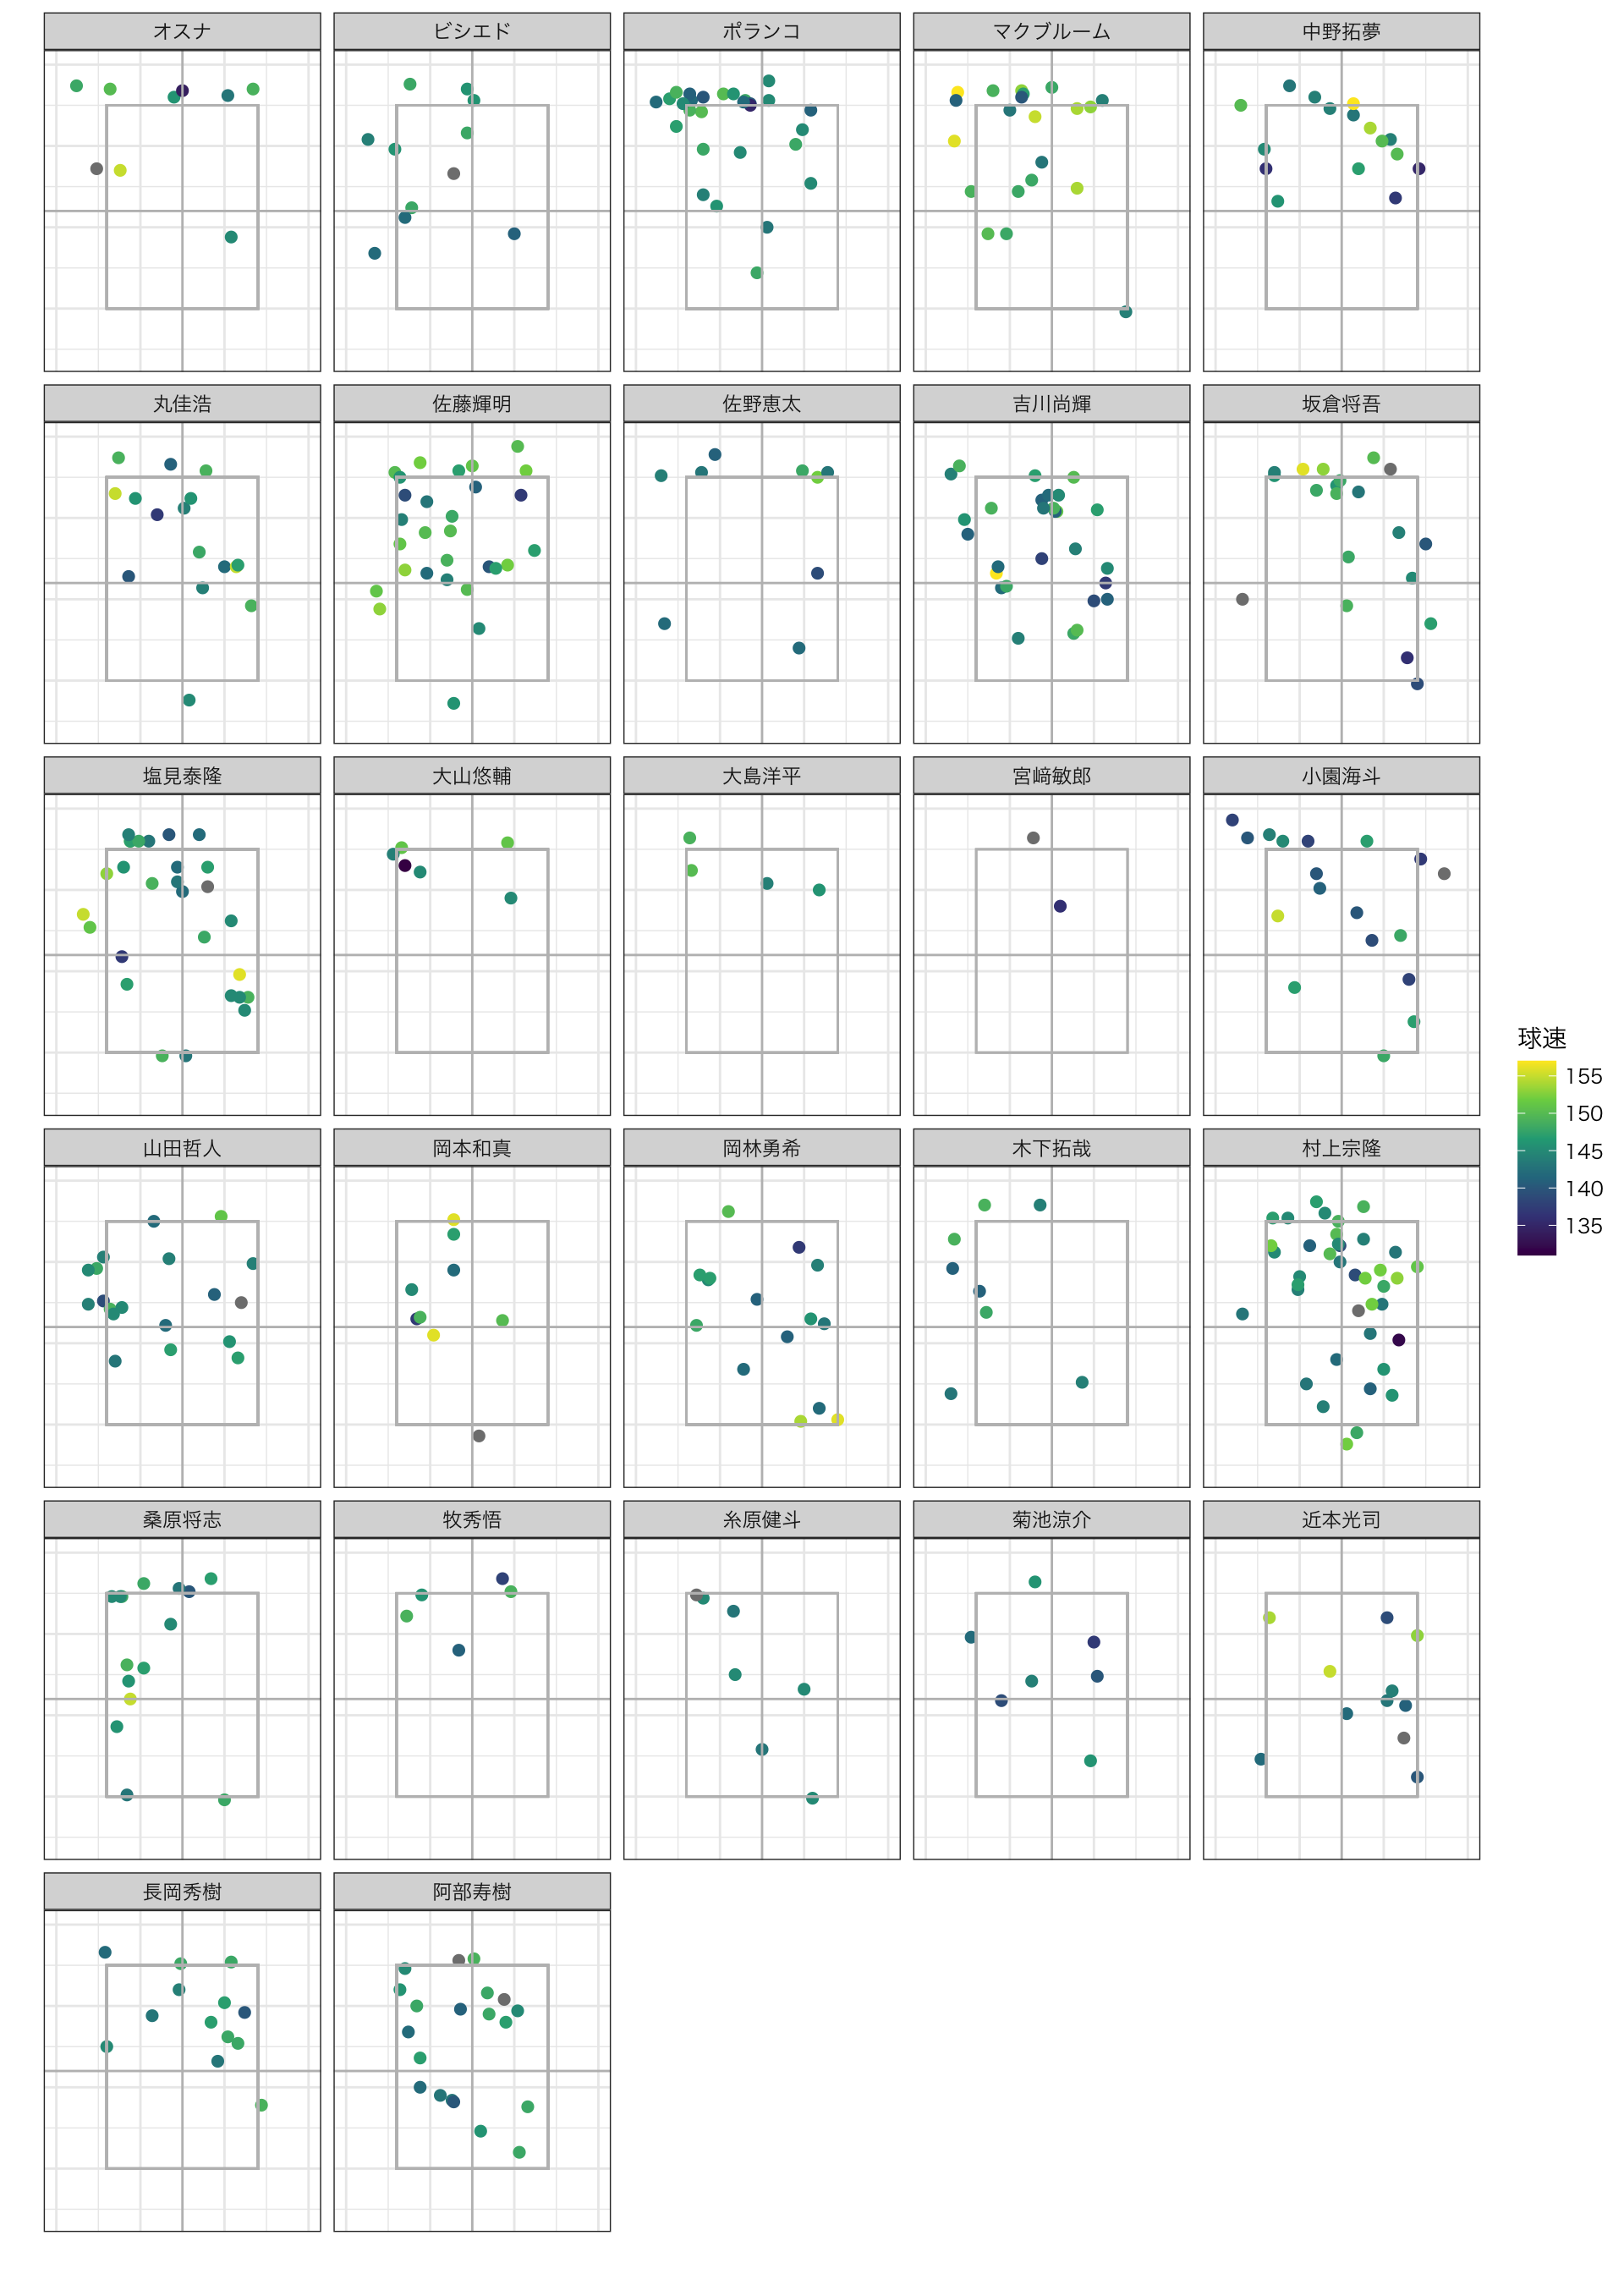 オスナ
ビシエド
ポランコ
マクブルーム
中野拓夢
丸佳浩
佐藤輝明
佐野恵太
吉川尚輝
坂倉将吾
塩見泰隆
大山悠輔
大島洋平
宮﨑敏郎
小園海斗
山田哲人
岡本和真
岡林勇希
木下拓哉
村上宗隆
桑原将志
牧秀悟
糸原健斗
菊池涼介
近本光司
長岡秀樹
阿部寿樹
球速
155
150
145
140
135